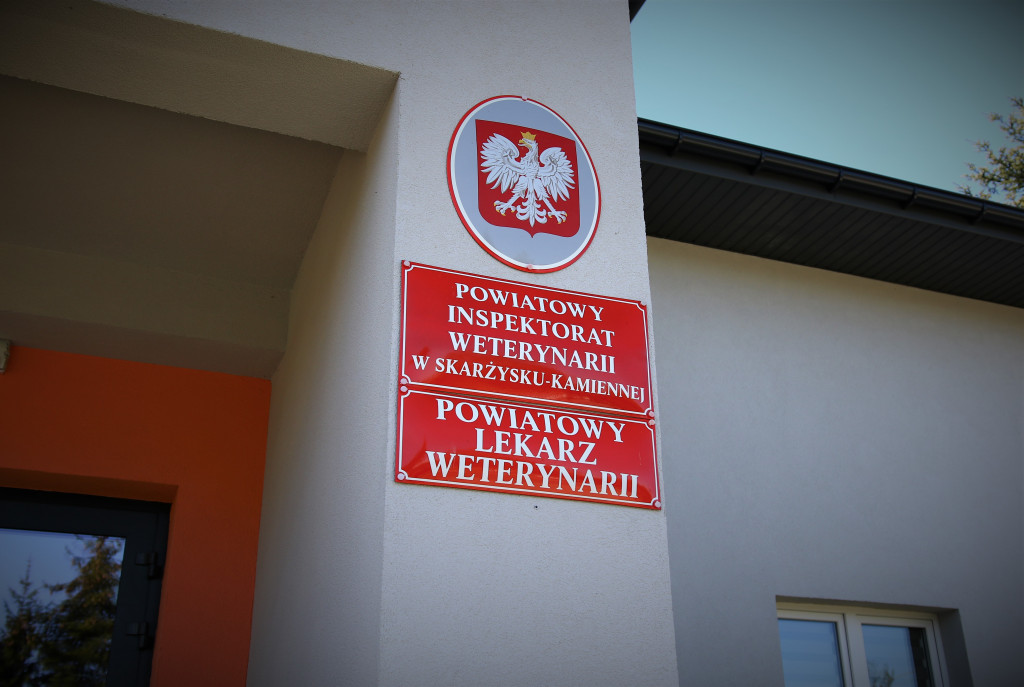 POWIATOWY
INSPEKTORAT
WETERYNARII
W SKARŻYSKU-KAMIENNEJ
POWIATOWY
LEKARZ
WETERYNARII